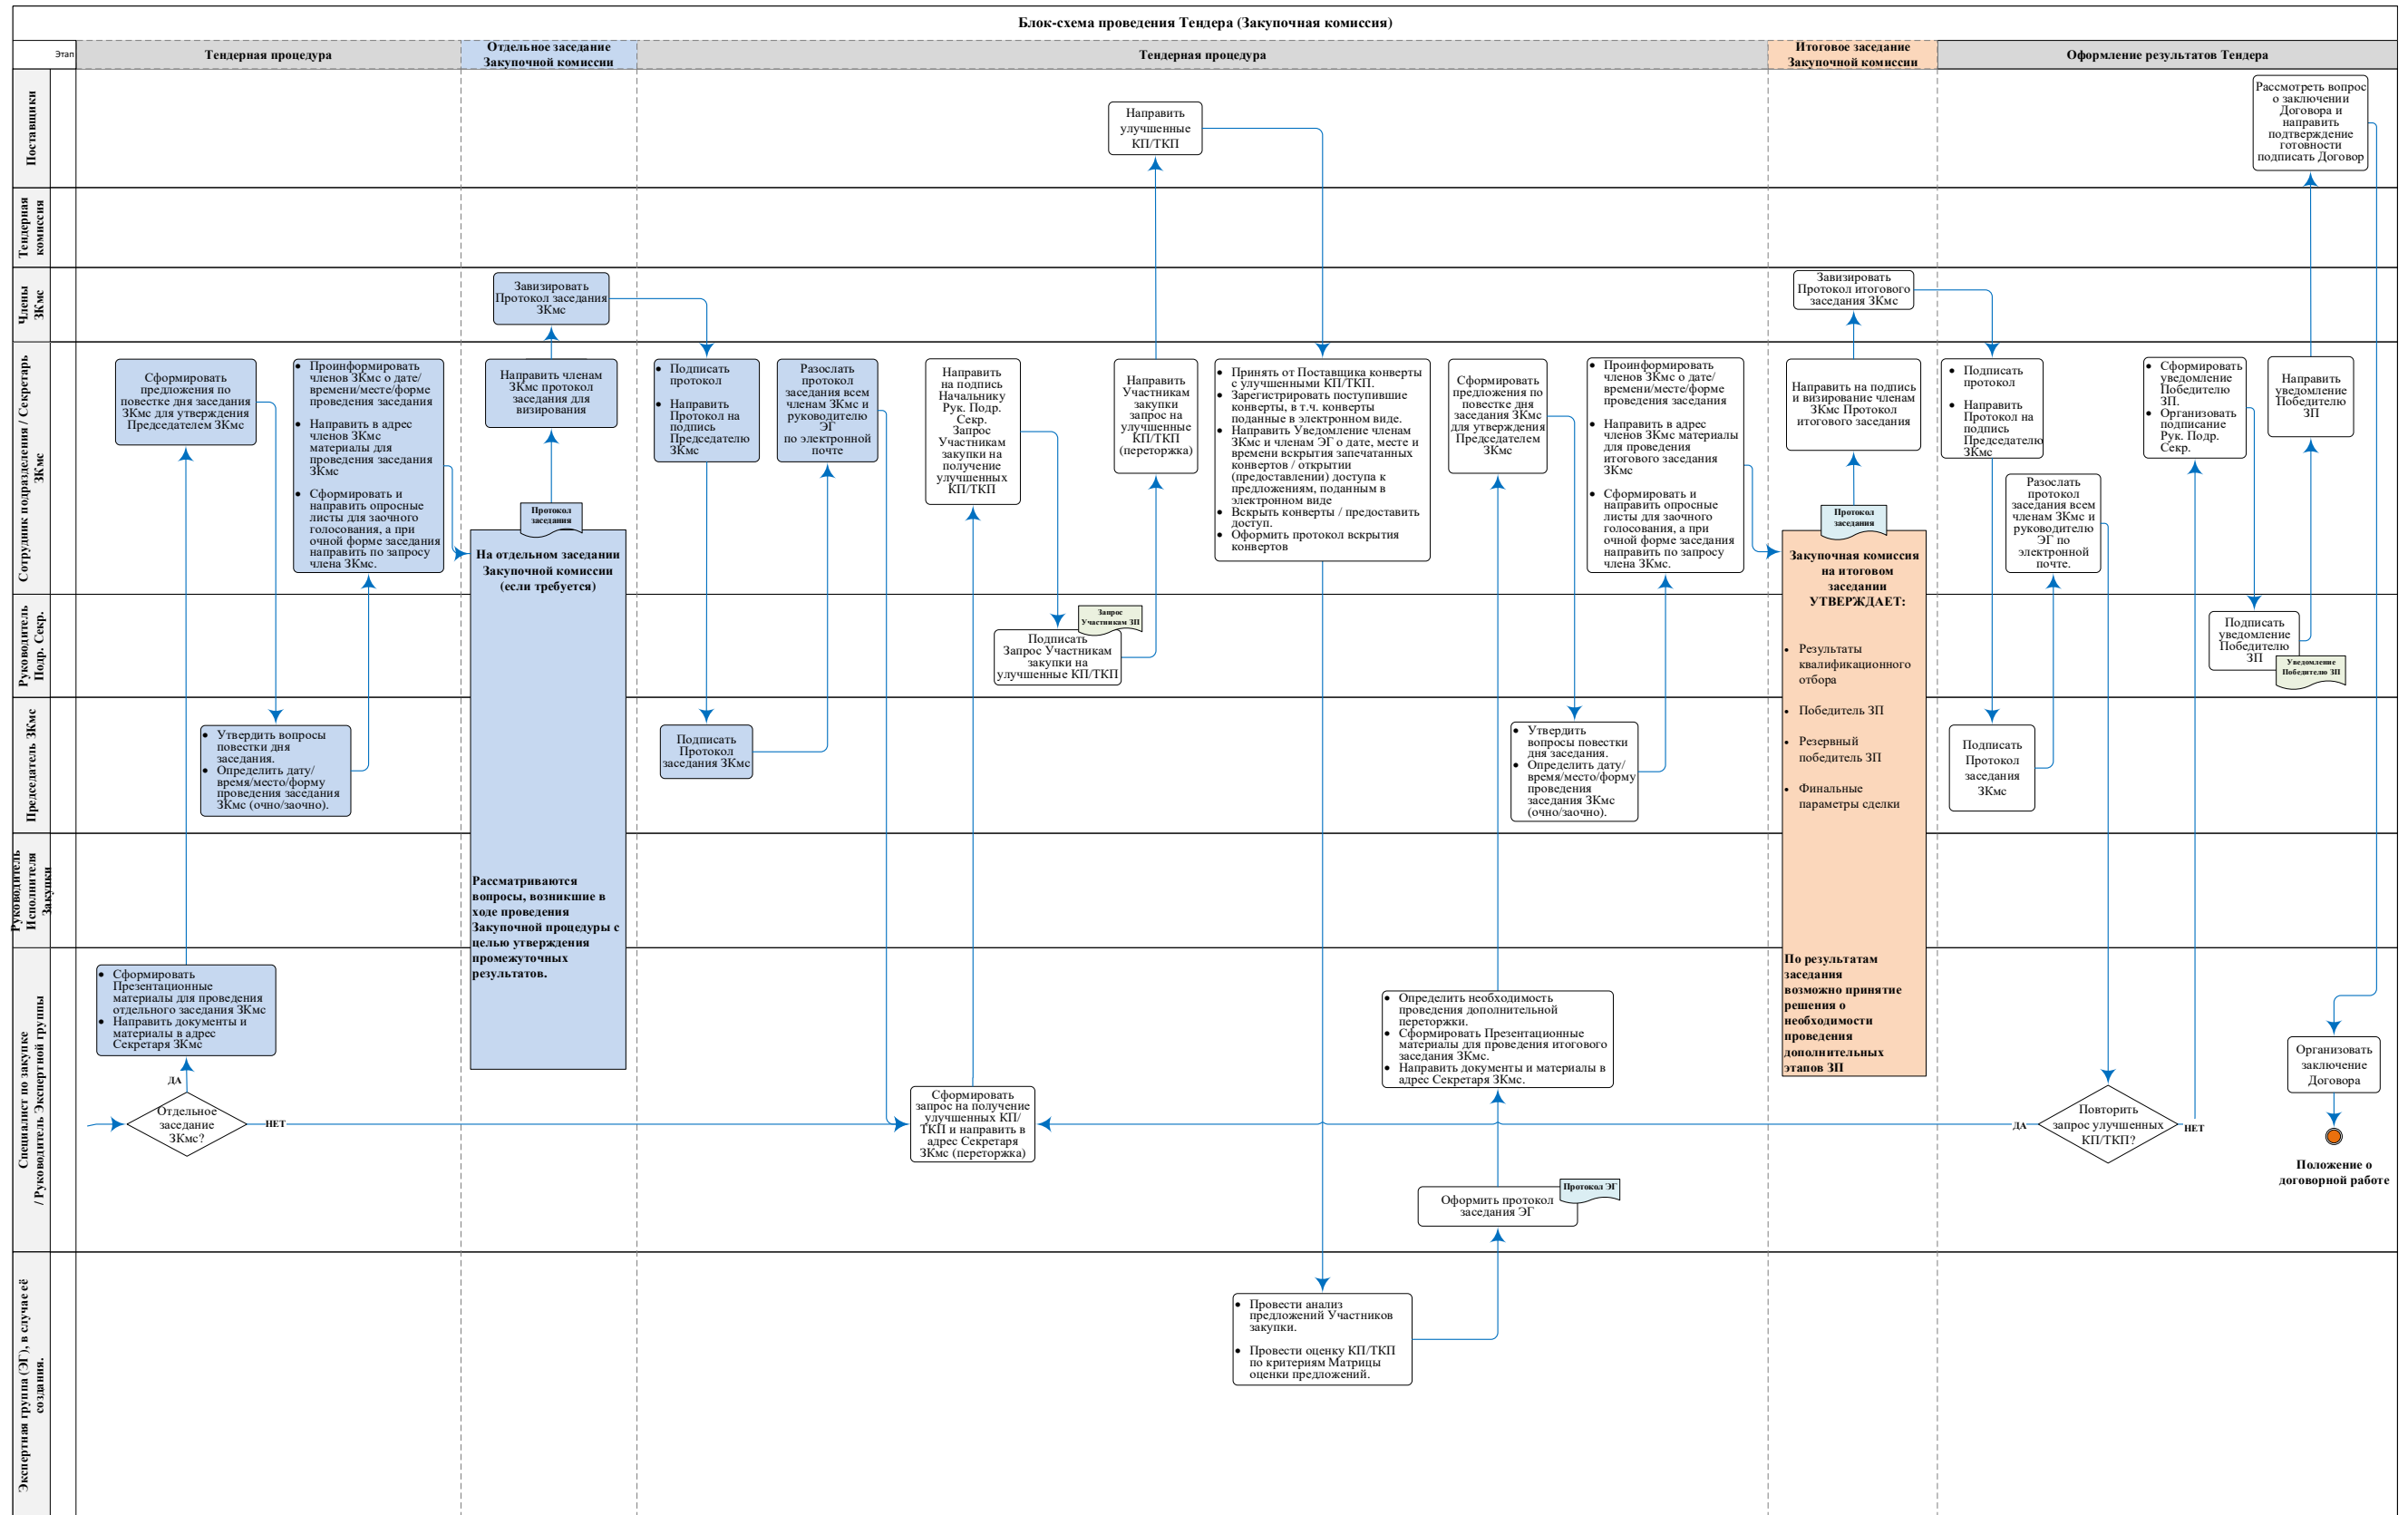 Блок-схема проведения Тендера (Закупочная комиссия)
Этап
Тендерная процедура
Отдельное заседание
Закупочной комиссии
Тендерная процедура
Итоговое заседание
Закупочной комиссии
Оформление результатов Тендера
Поставщики
Направить
улучшенные
КП/ТКП
Рассмотреть вопрос
о заключении
Договора и
направить
подтверждение
готовности
подписать Договор
Тендерная
комиссия
Члены
ЗКмс
Завизировать
Протокол заседания
ЗКмс
Завизировать
Протокол итогового
заседания ЗКмс
Сотрудник подразделения / Секретарь
ЗКмс
Сформировать
предложения по
повестке дня заседания
ЗКмс для утверждения
Председателем ЗКмс
• Проинформировать
членов ЗКмс о дате/
времени/месте/форме
проведения заседания
• Направить в адрес
членов ЗКмс
материалы для
проведения заседания
ЗКмс
• Сформировать и
направить опросные
листы для заочного
голосования, а при
очной форме заседания
направить по запросу
члена ЗКмс.
Направить членам
ЗКмс протокол
заседания для
визирования
Протокол
заседания
На отдельном заседании
Закупочной комиссии
(если требуется)
Рассматриваются
вопросы, возникшие в
ходе проведения
Закупочной процедуры с
целью утверждения
промежуточных
результатов.
• Подписать
протокол
• Направить
Протокол на
подпись
Председателю
ЗКмс
Разослать
протокол
заседания всем
членам ЗКмс и
руководителю
ЭГ
по электронной
почте
Направить
на подпись
Начальнику
Рук. Подр.
Секр.
Запрос
Участникам
закупки на
получение
улучшенных
КП/ТКП
Направить
Участникам
закупки
запрос на
улучшенные
КП/ТКП
(переторжка)
• Принять от Поставщика конверты
с улучшенными КП/ТКП.
• Зарегистрировать поступившие
конверты, в т.ч. конверты
поданные в электронном виде.
• Направить Уведомление членам
ЗКмс и членам ЭГ о дате, месте и
времени вскрытия запечатанных
конвертов / открытии
(предоставлении) доступа к
предложениям, поданным в
электронном виде
• Вскрыть конверты / предоставить
доступ.
• Оформить протокол вскрытия
конвертов
Сформировать
предложения по
повестке дня
заседания ЗКмс
для утверждения
Председателем
ЗКмс
• Проинформировать
членов ЗКмс о дате/
времени/месте/форме
проведения заседания
• Направить в адрес
членов ЗКмс материалы
для проведения
итогового заседания
ЗКмс
• Сформировать и
направить опросные
листы для заочного
голосования, а при
очной форме заседания
направить по запросу
члена ЗКмс.
Направить на подпись
и визирование членам
ЗКмс Протокол
итогового заседания
Протокол
заседания
Закупочная комиссия
на итоговом
заседании
УТВЕРЖДАЕТ:
• Результаты
квалификационного
отбора
• Победитель ЗП
• Резервный
победитель ЗП
• Финальные
параметры сделки
По результатам
заседания
возможно принятие
решения о
необходимости
проведения
дополнительных
этапов ЗП
• Подписать
протокол
• Направить
Протокол на
подпись
Председателю
ЗКмс
Разослать
протокол
заседания всем
членам ЗКмс и
руководителю
ЭГ по
электронной
почте.
• Сформировать
уведомление
Победителю
ЗП.
• Организовать
подписание
Рук. Подр.
Секр.
Направить
уведомление
Победителю
ЗП
Руководитель
Подр. Секр.
Запрос
Участникам ЗП
Подписать
Запрос Участникам
закупки на
улучшенные КП/ТКП
Подписать
уведомление
Победителю
ЗП
Уведомление
Победителю ЗП
Председатель ЗКмс
• Утвердить вопросы
повестки дня
заседания.
• Определить дату/
время/место/форму
проведения заседания
ЗКмс (очно/заочно).
Подписать
Протокол
заседания ЗКмс
• Утвердить
вопросы повестки
дня заседания.
• Определить дату/
время/место/форму
проведения
заседания ЗКмс
(очно/заочно).
Подписать
Протокол
заседания
ЗКмс
Руководитель
Исполнителя
Закупки
Специалист по закупке
/ Руководитель Экспертной группы
• Сформировать
Презентационные
материалы для проведения
отдельного заседания ЗКмс
• Направить документы и
материалы в адрес
Секретаря ЗКмс
ДА
Отдельное
заседание
ЗКмс?
НЕТ
Сформировать
запрос на получение
улучшенных КП/
ТКП и направить в
адрес Секретаря
ЗКмс (переторжка)
• Определить необходимость
проведения дополнительной
переторжки.
• Сформировать Презентационные
материалы для проведения итогового
заседания ЗКмс.
• Направить документы и материалы в
адрес Секретаря ЗКмс.
Оформить протокол
заседания ЭГ
Протокол ЭГ
ДА
Повторить
запрос улучшенных
КП/ТКП?
НЕТ
Организовать
заключение
Договора
Положение о
договорной работе
Экспертная группа (ЭГ), в случае её
создания.
• Провести анализ
предложений Участников
закупки.
• Провести оценку КП/ТКП
по критериям Матрицы
оценки предложений.